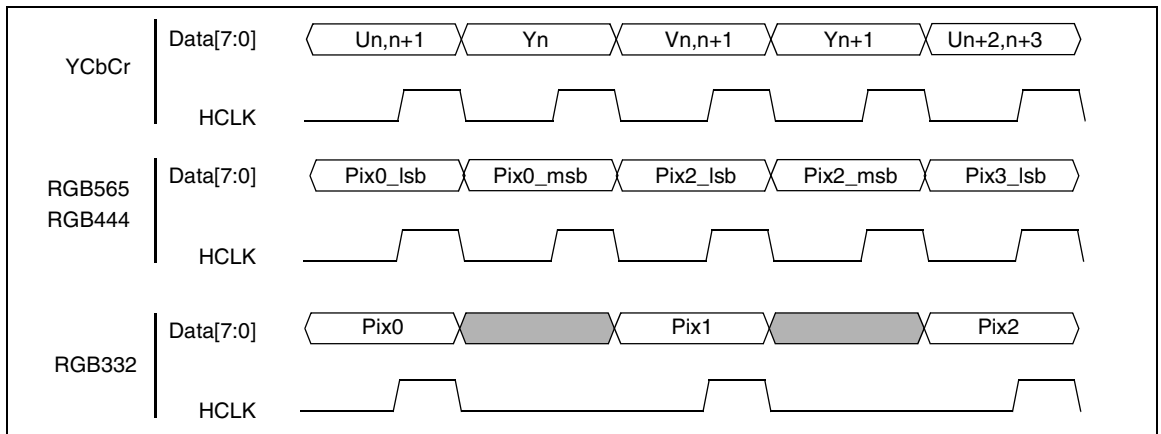 YCbCr
Data[7:0] Un,n+1 Yn Vn,n+1 Yn+1 Un+2,n+3
HCLK
RGB565
RGB444
Data[7:0] Pix0_lsb Pix0_msb Pix2_lsb Pix2_msb Pix3_lsb
HCLK
RGB332
Data[7:0] Pix0 Pix1 Pix2
HCLK